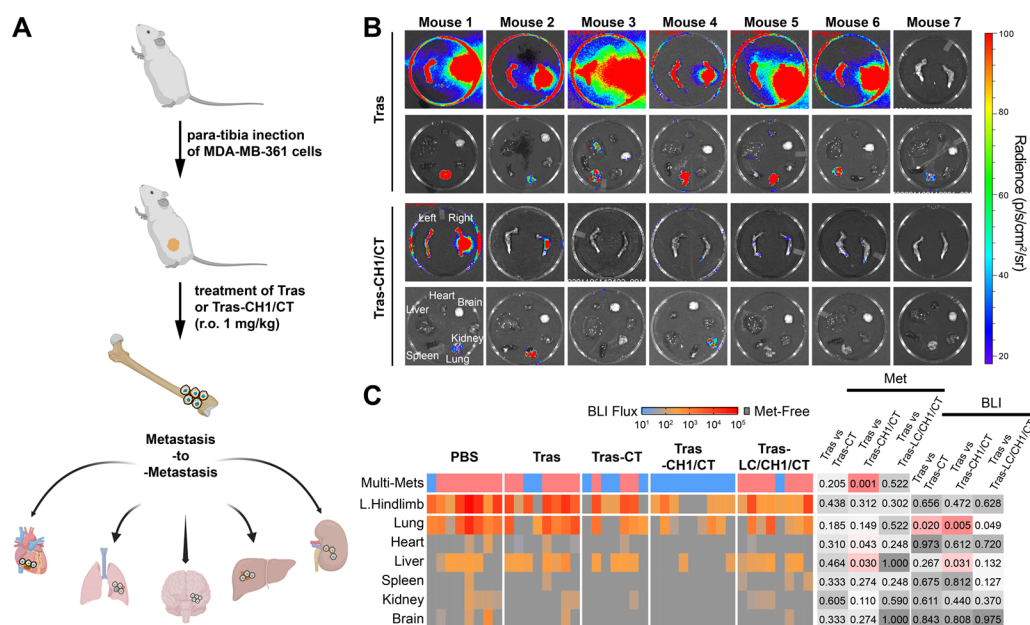 A
para-tibia inection
of MDA-MB-361 cells
treatment of Tras
or Tras-CH1/CT
(r.o. 1 mg/kg)
Metastasis
-to
-Metastasis
B
Mouse 1 Mouse 2 Mouse 3 Mouse 4 Mouse 5 Mouse 6 Mouse 7
Tras
Tras-CH1/CT
Left Right
Heart
Brain
Liver
Kidney
Spleen
Lung
100
80
60
40
20
Radience (p/s/cmr²/sr)
C
BLI Flux
10¹ 10² 10³ 10⁴ 10⁵
Met-Free
Met
BLI
Tras vs
Tras-CT
Tras vs
Tras-CH1/CT
Tras vs
Tras-LC/CH1/CT
Tras vs
Tras-CT
Tras vs
Tras-CH1/CT
Tras vs
Tras-LC/CH1/CT
PBS Tras Tras-CT Tras
-CH1/CT Tras-
LC/CH1/CT
Multi-Mets 0.205 0.001 0.522
L.Hindlimb 0.438 0.312 0.302 0.656 0.472 0.628
Lung 0.185 0.149 0.522 0.020 0.005 0.049
Heart 0.310 0.043 0.248 0.973 0.612 0.720
Liver 0.464 0.030 1.000 0.267 0.031 0.132
Spleen 0.333 0.274 0.248 0.675 0.812 0.127
Kidney 0.605 0.110 0.590 0.611 0.440 0.370
Brain 0.333 0.274 1.000 0.843 0.808 0.975